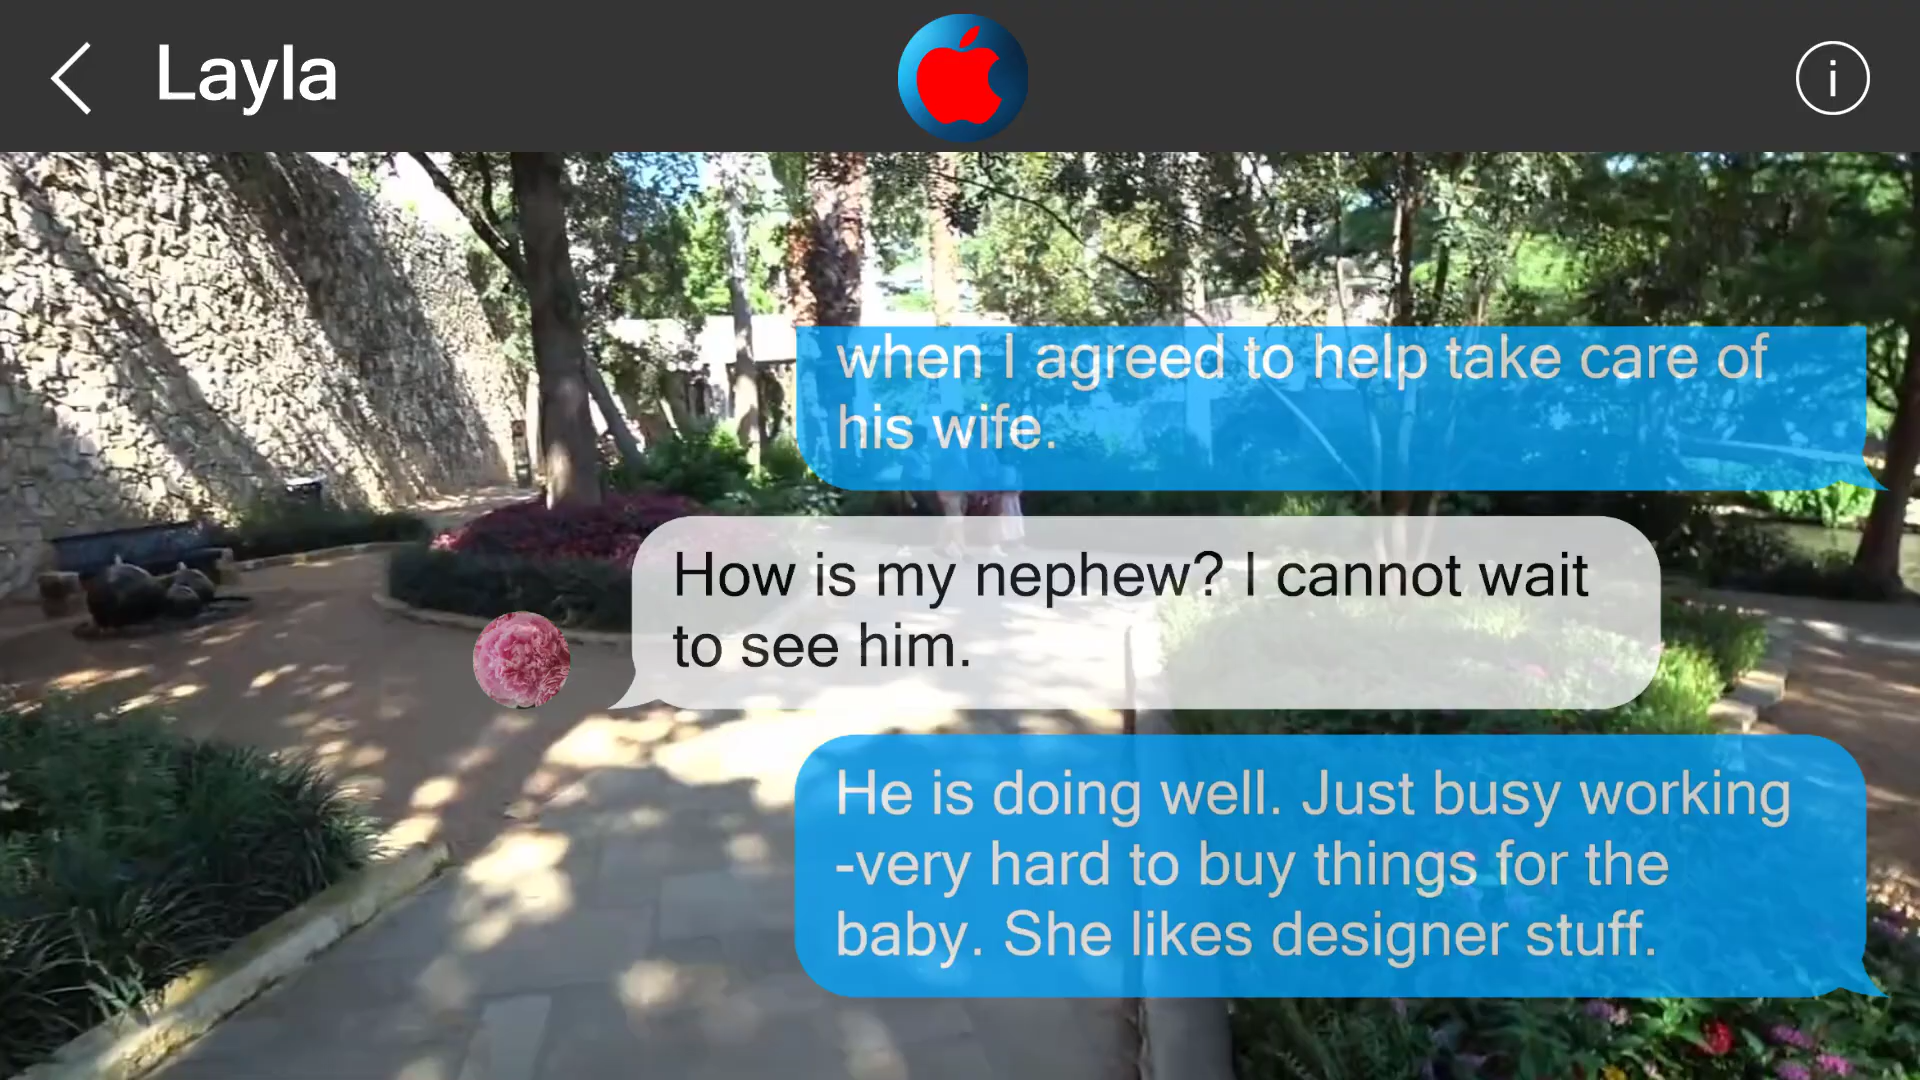 Layla
i
when I agreed to help take care of
his wife.
How is my nephew? I cannot wait
to see him.
He is doing well. Just busy working
-very hard to buy things for the
baby. She likes designer stuff.